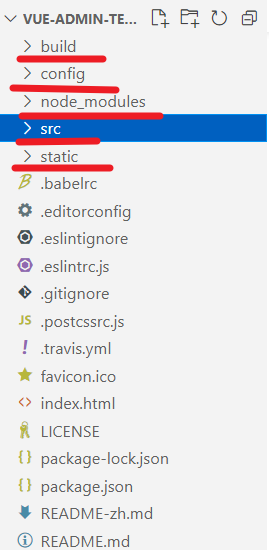 VUE-ADMIN-TE...
build
config
node_modules
src
static
.babelrc
.editorconfig
.eslintignore
.eslintrc.js
.gitignore
.postcssrc.js
.travis.yml
favicon.ico
index.html
LICENSE
package-lock.json
package.json
README-zh.md
README.md